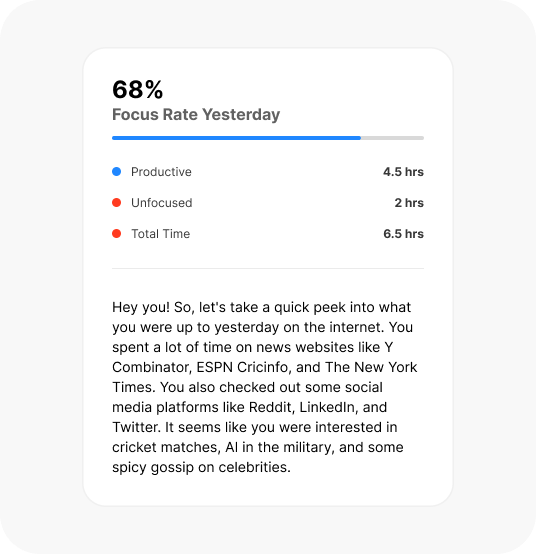 68%
Focus Rate Yesterday
Productive 4.5 hrs
Unfocused 2 hrs
Total Time 6.5 hrs
Hey you! So, let's take a quick peek into what
you were up to yesterday on the internet. You
spent a lot of time on news websites like Y
Combinator, ESPN Cricinfo, and The New York
Times. You also checked out some social
media platforms like Reddit, LinkedIn, and
Twitter. It seems like you were interested in
cricket matches, AI in the military, and some
spicy gossip on celebrities.